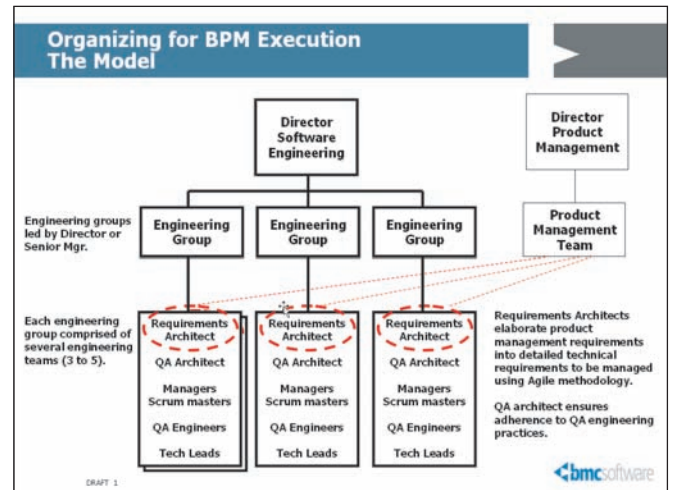 Organizing for BPM Execution
The Model
Director
Software
Engineering
Director
Product
Management
Engineering groups
led by Director or
Senior Mgr.
Engineering
Group
Engineering
Group
Engineering
Group
Product
Management
Team
Each engineering
group comprised of
several engineering
teams (3 to 5).
Requirements
Architect
QA Architect
Managers
Scrum masters
QA Engineers
Tech Leads
Requirements
Architect
QA Architect
Managers
Scrum masters
QA Engineers
Tech Leads
Requirements
Architect
QA Architect
Managers
Scrum masters
QA Engineers
Tech Leads
Requirements Architects
elaborate product
management requirements
into detailed technical
requirements to be managed
using Agile methodology.
QA architect ensures
adherence to QA engineering
practices.
DRAFT 1
bmcsoftware